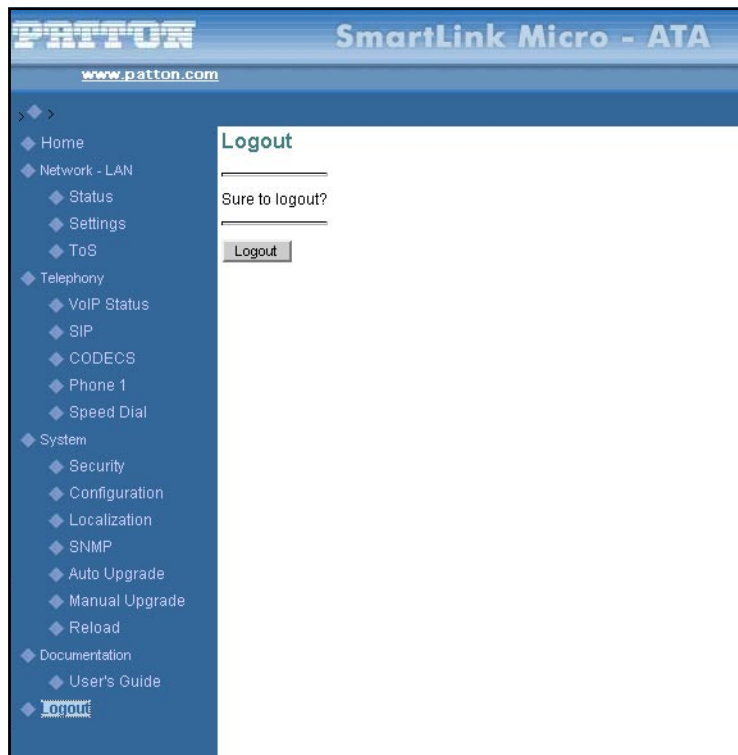 PATTON
SmartLink Micro - ATA
www.patton.com
> >
Home
Network - LAN
Status
Settings
ToS
Telephony
VoIP Status
SIP
CODECS
Phone 1
Speed Dial
System
Security
Configuration
Localization
SNMP
Auto Upgrade
Manual Upgrade
Reload
Documentation
User's Guide
Logout
Logout
Sure to logout?
Logout